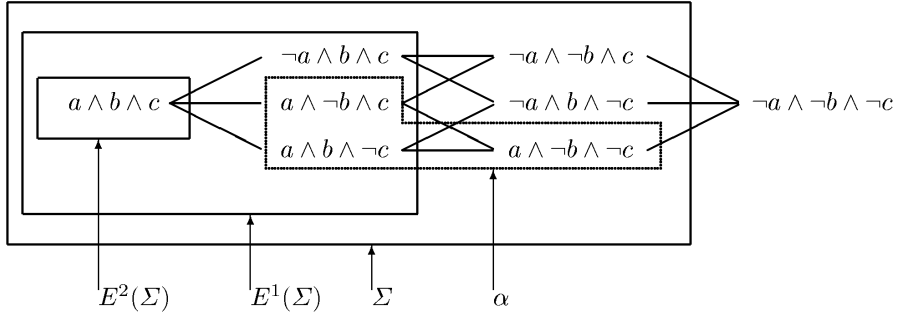 ¬a ∧ b ∧ c ¬a ∧ ¬b ∧ c
a ∧ b ∧ c a ∧ ¬b ∧ c ¬a ∧ b ∧ ¬c ¬a ∧ ¬b ∧ ¬c
a ∧ b ∧ ¬c a ∧ ¬b ∧ ¬c
E²(Σ) E¹(Σ) Σ α